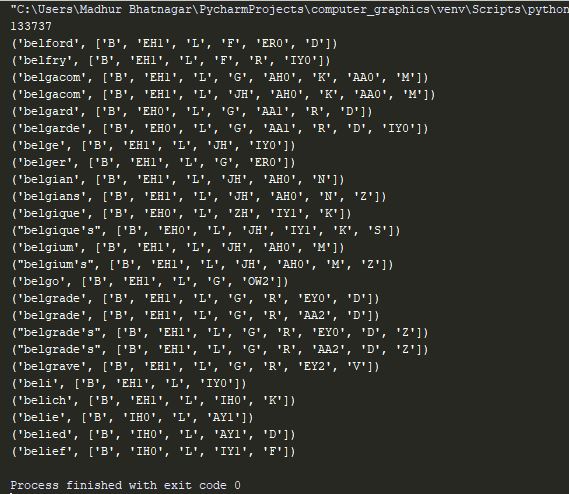 "C:\Users\Madhur Bhatnagar\PycharmProjects\computer_graphics\venv\Scripts\python
133737
('belford', ['B', 'EH1', 'L', 'F', 'ER0', 'D'])
('belfry', ['B', 'EH1', 'L', 'F', 'R', 'IY0'])
('belgacom', ['B', 'EH1', 'L', 'G', 'AH0', 'K', 'AA0', 'M'])
('belgacom', ['B', 'EH1', 'L', 'JH', 'AH0', 'K', 'AA0', 'M'])
('belgard', ['B', 'EH0', 'L', 'G', 'AA1', 'R', 'D'])
('belgarde', ['B', 'EH0', 'L', 'G', 'AA1', 'R', 'D', 'IY0'])
('belge', ['B', 'EH1', 'L', 'JH', 'IY0'])
('belger', ['B', 'EH1', 'L', 'G', 'ER0'])
('belgian', ['B', 'EH1', 'L', 'JH', 'AH0', 'N'])
('belgians', ['B', 'EH1', 'L', 'JH', 'AH0', 'N', 'Z'])
('belgique', ['B', 'EH0', 'L', 'ZH', 'IY1', 'K'])
("belgique's", ['B', 'EH0', 'L', 'JH', 'IY1', 'K', 'S'])
('belgium', ['B', 'EH1', 'L', 'JH', 'AH0', 'M'])
("belgium's", ['B', 'EH1', 'L', 'JH', 'AH0', 'M', 'Z'])
('belgo', ['B', 'EH1', 'L', 'G', 'OW2'])
('belgrade', ['B', 'EH1', 'L', 'G', 'R', 'EY0', 'D'])
('belgrade', ['B', 'EH1', 'L', 'G', 'R', 'AA2', 'D'])
("belgrade's", ['B', 'EH1', 'L', 'G', 'R', 'EY0', 'D', 'Z'])
("belgrade's", ['B', 'EH1', 'L', 'G', 'R', 'AA2', 'D', 'Z'])
('belgrave', ['B', 'EH1', 'L', 'G', 'R', 'EY2', 'V'])
('beli', ['B', 'EH1', 'L', 'IY0'])
('belich', ['B', 'EH1', 'L', 'IH0', 'K'])
('belie', ['B', 'IH0', 'L', 'AY1'])
('belied', ['B', 'IH0', 'L', 'AY1', 'D'])
('belief', ['B', 'IH0', 'L', 'IY1', 'F'])
Process finished with exit code 0